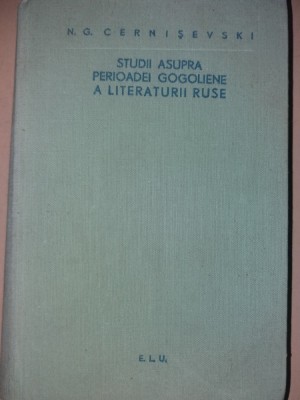 N. G. CERNIȘEVSKI
STUDII ASUPRA
PERIOADEI GOGOLIENE
A LITERATURII RUSE
E. L. U.